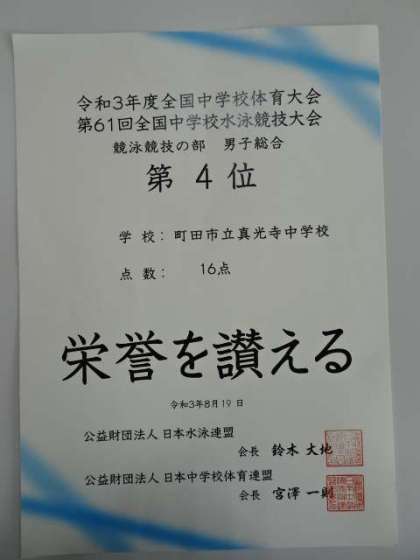 令和3年度全国中学校体育大会
第61回全国中学校水泳競技大会
競泳競技の部 男子総合
第 4 位
学 校： 町田市立真光寺中学校
点 数： 16点
栄誉を讃える
令和3年8月19日
公益財団法人 日本水泳連盟
会長 鈴木 大地
公益財団法人 日本中学校体育連盟
会長 宮澤 一則